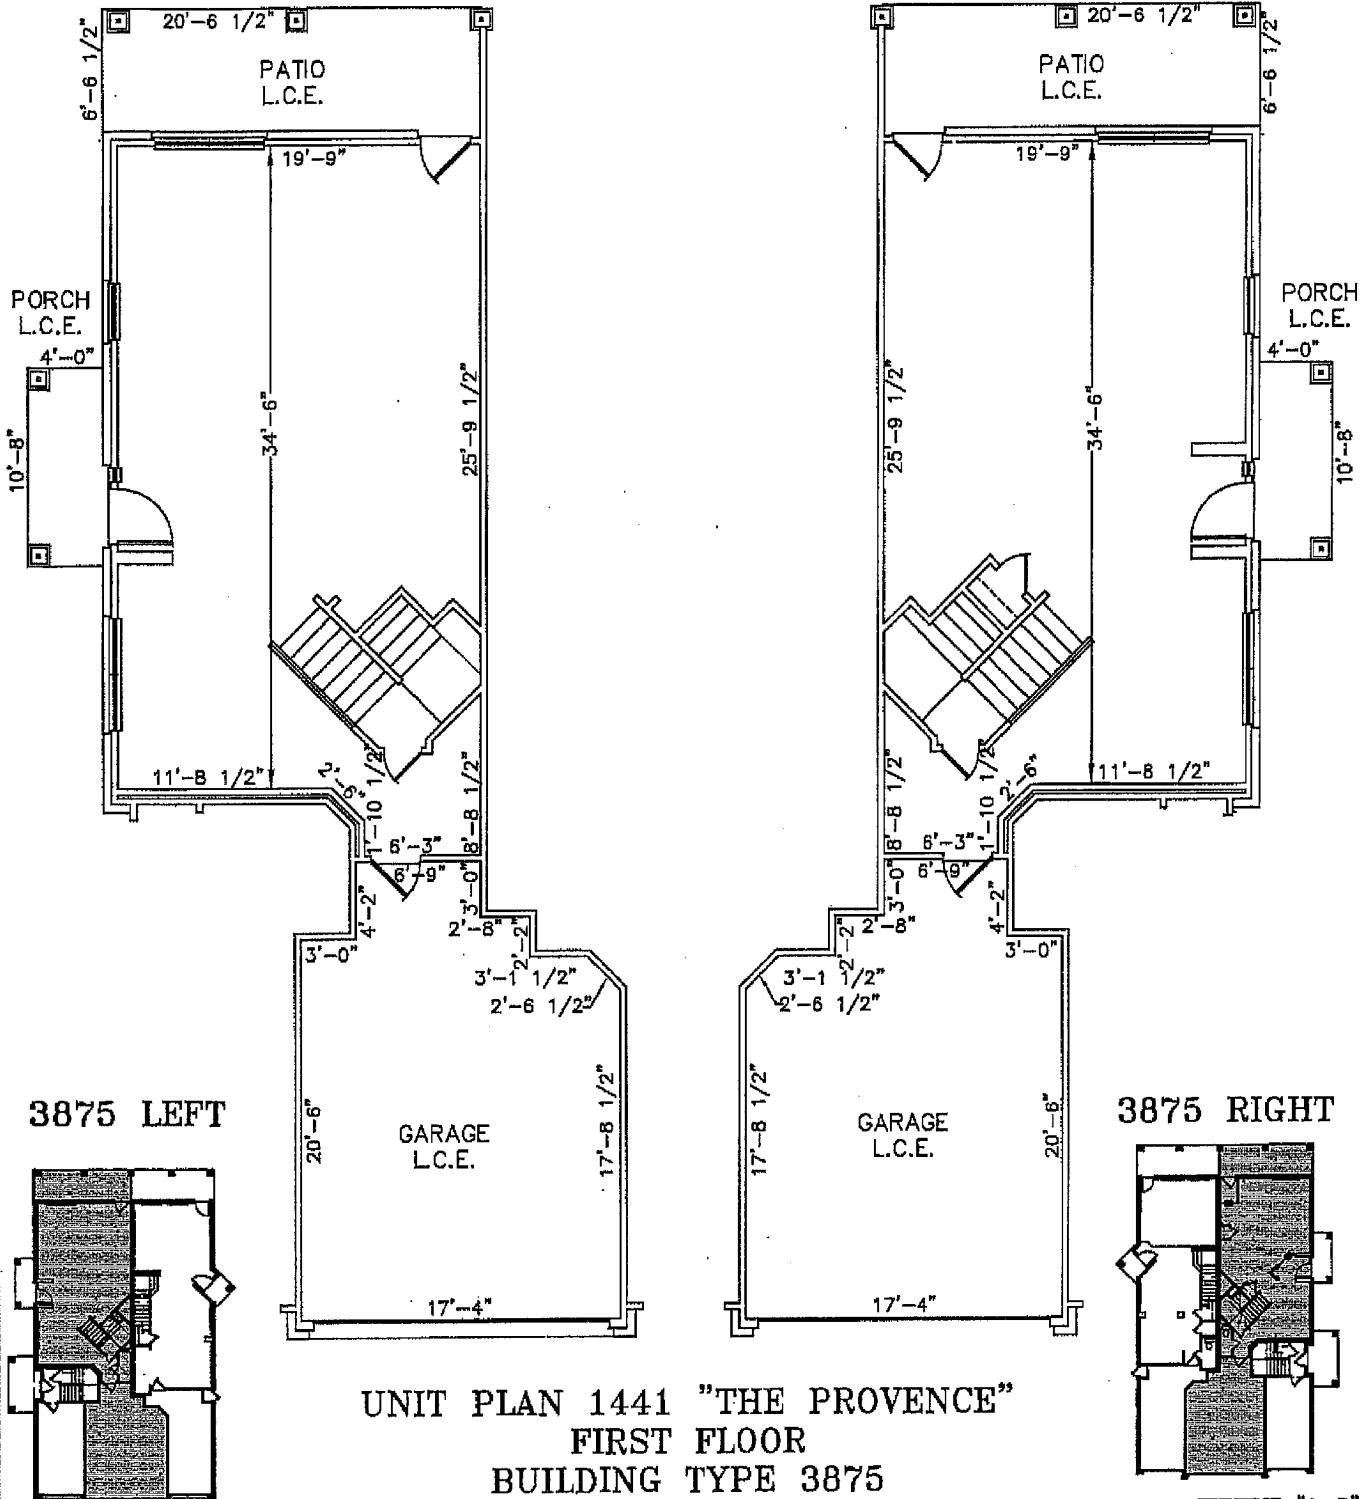 20'-6 1/2"
6'-6 1/2"
PATIO
L.C.E.
19'-9"
PORCH
L.C.E.
4'-0"
10'-8"
34'-6"
25'-9 1/2"
11'-8 1/2"
2'-6"
1'-10 1/2"
8'-8 1/2"
6'-3"
6'-9"
3'-0"
4'-2"
2'-8"
2'-2"
3'-0"
3'-1 1/2"
2'-6 1/2"
20'-6"
17'-8 1/2"
GARAGE
L.C.E.
17'-4"
3875 LEFT
20'-6 1/2"
6'-6 1/2"
PATIO
L.C.E.
19'-9"
PORCH
L.C.E.
4'-0"
10'-8"
25'-9 1/2"
34'-6"
11'-8 1/2"
2'-6"
1'-10 1/2"
8'-8 1/2"
6'-3"
6'-9"
3'-0"
4'-2"
2'-8"
2'-2"
3'-0"
3'-1 1/2"
2'-6 1/2"
17'-8 1/2"
20'-6"
GARAGE
L.C.E.
17'-4"
3875 RIGHT
UNIT PLAN 1441 "THE PROVENCE"
FIRST FLOOR
BUILDING TYPE 3875